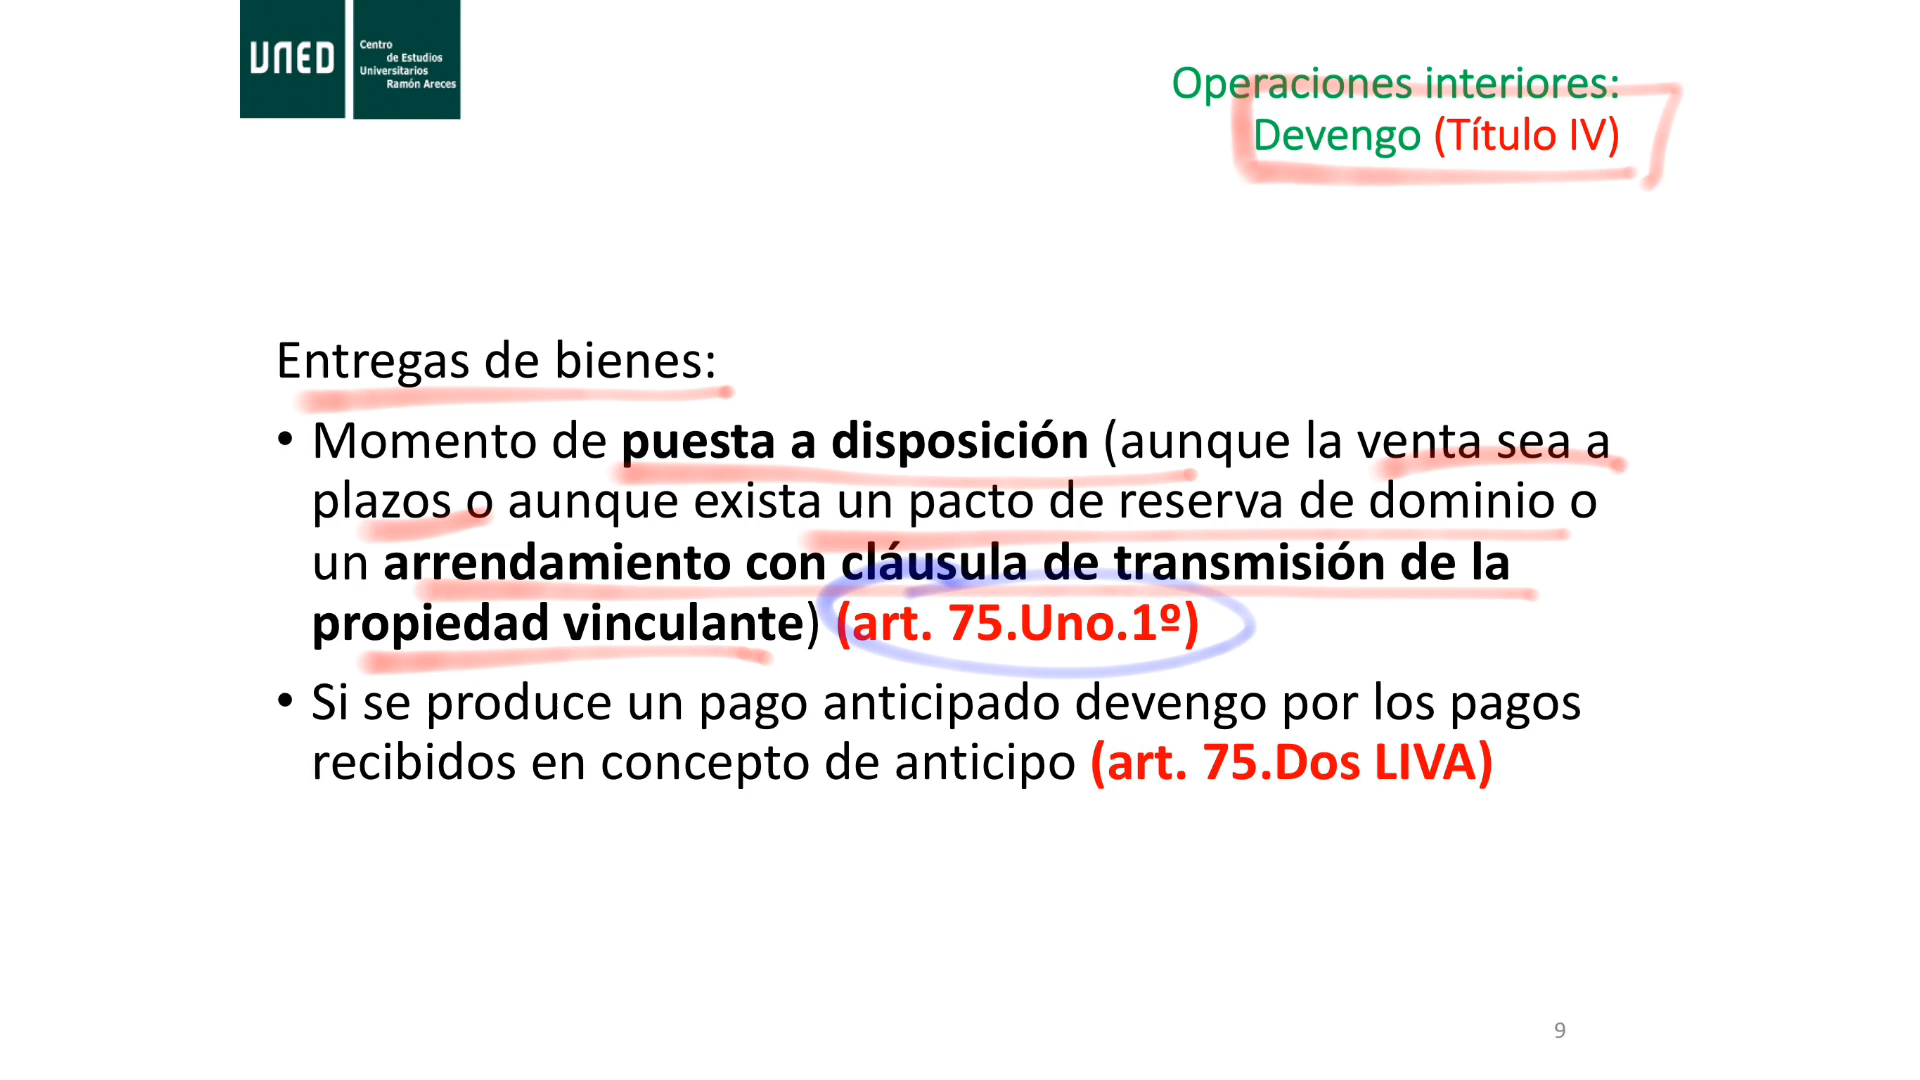 UNED
Centro
de Estudios
Universitarios
Ramón Areces
Operaciones interiores:
Devengo (Título IV)
Entregas de bienes:
• Momento de puesta a disposición (aunque la venta sea a
plazos o aunque exista un pacto de reserva de dominio o
un arrendamiento con cláusula de transmisión de la
propiedad vinculante) (art. 75.Uno.1º)
• Si se produce un pago anticipado devengo por los pagos
recibidos en concepto de anticipo (art. 75.Dos LIVA)
9